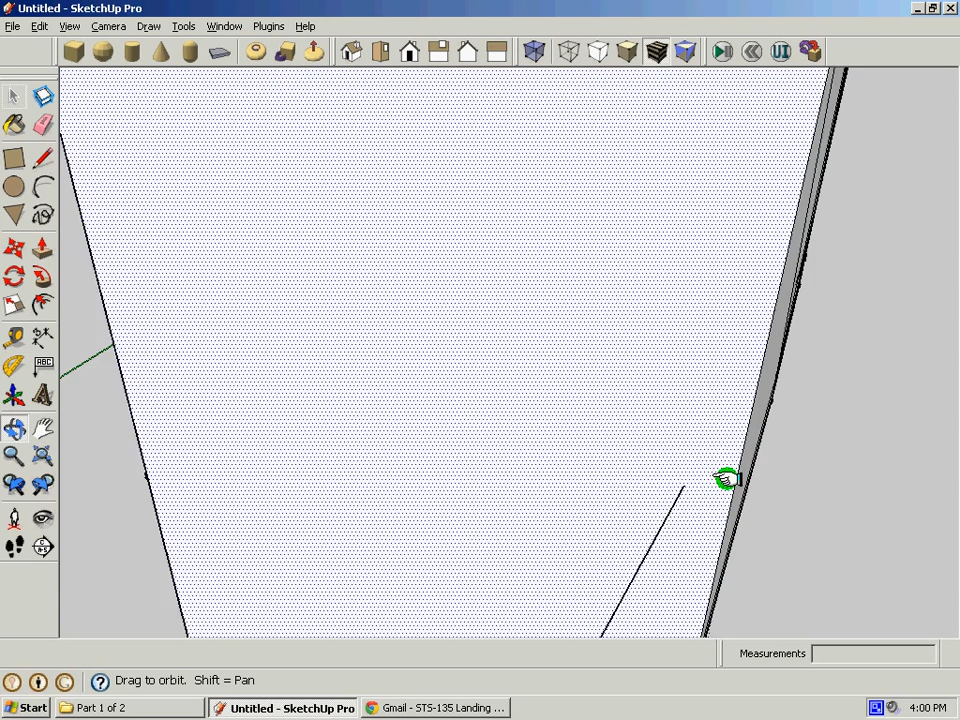 Untitled - SketchUp Pro
File Edit View Camera Draw Tools Window Plugins Help
UI
ABC
A
Measurements
Drag to orbit. Shift = Pan
Start Part 1 of 2 Untitled - SketchUp Pro Gmail - STS-135 Landing ... 4:00 PM